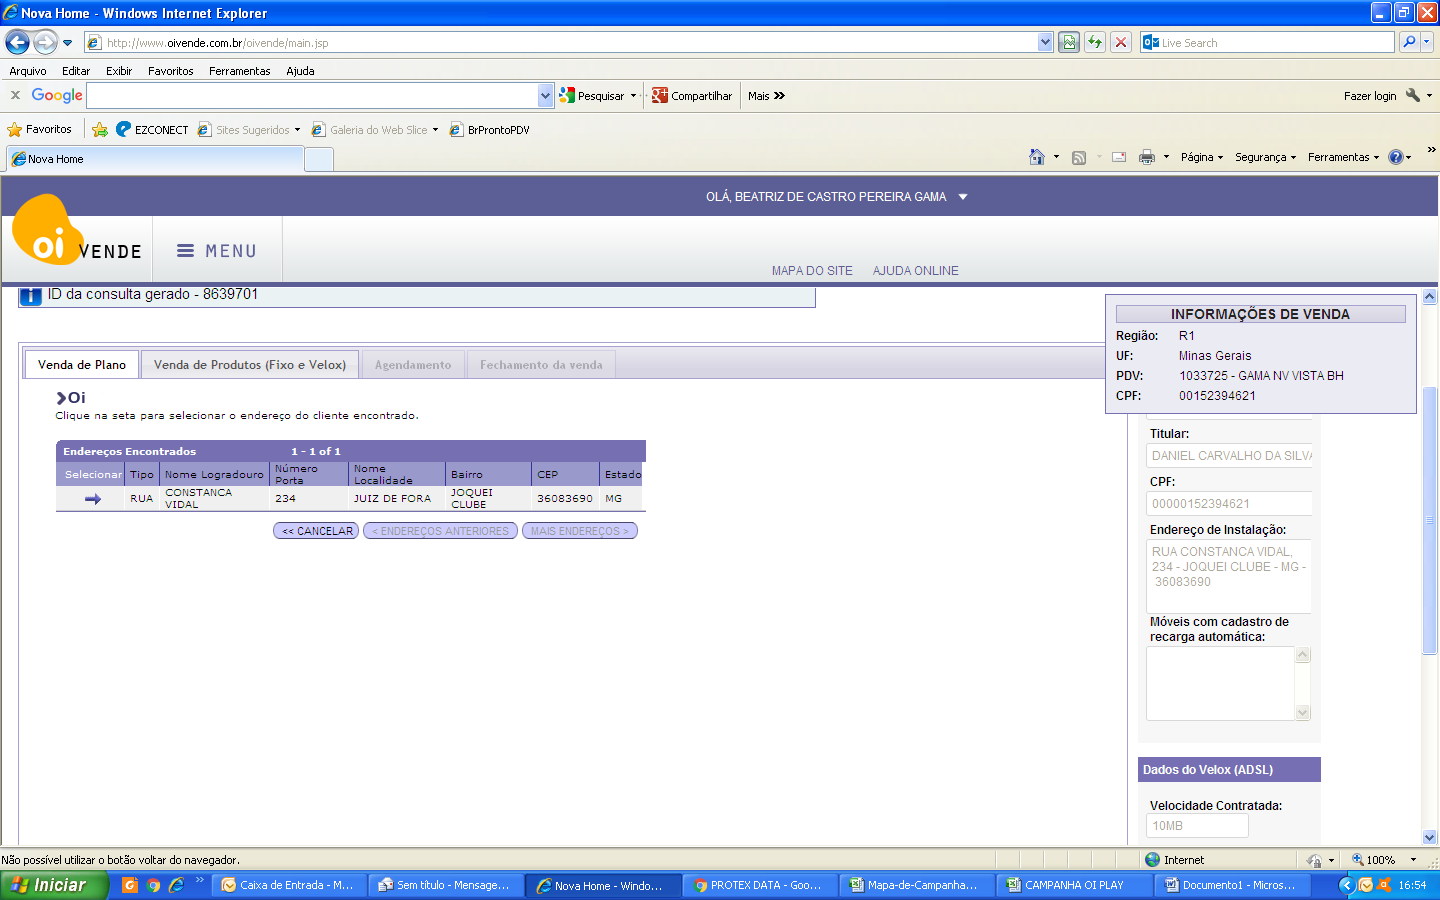 Nova Home - Windows Internet Explorer
http://www.oivende.com.br/oivende/main.jsp
Live Search
Arquivo Editar Exibir Favoritos Ferramentas Ajuda
x Google Pesquisar Compartilhar Mais » Fazer login
Favoritos EZCONECT Sites Sugeridos Galeria do Web Slice BrProntoPDV
Nova Home Página Segurança Ferramentas »
OLÁ, BEATRIZ DE CASTRO PEREIRA GAMA
oi VENDE MENU
MAPA DO SITE AJUDA ONLINE
ID da consulta gerado - 8639701
INFORMAÇÕES DE VENDA
Região: R1
UF: Minas Gerais
PDV: 1033725 - GAMA NV VISTA BH
CPF: 00152394621
Venda de Plano Venda de Produtos (Fixo e Velox) Agendamento Fechamento da venda
Oi
Clique na seta para selecionar o endereço do cliente encontrado.
Endereços Encontrados 1 - 1 of 1
Selecionar Tipo Nome Logradouro Número Porta Nome Localidade Bairro CEP Estado
RUA CONSTANCA VIDAL 234 JUIZ DE FORA JOQUEI CLUBE 36083690 MG
<< CANCELAR < ENDEREÇOS ANTERIORES MAIS ENDEREÇOS >
Titular:
DANIEL CARVALHO DA SILVA
CPF:
00000152394621
Endereço de Instalação:
RUA CONSTANCA VIDAL,
234 - JOQUEI CLUBE - MG -
36083690
Móveis com cadastro de
recarga automática:
Dados do Velox (ADSL)
Velocidade Contratada:
10MB
Não possível utilizar o botão voltar do navegador.
Internet 100%
Iniciar » Caixa de Entrada - M... Sem título - Mensage... Nova Home - Windo... PROTEX DATA - Goo... Mapa-de-Campanha... CAMPANHA OI PLAY Documento1 - Micros... 16:54